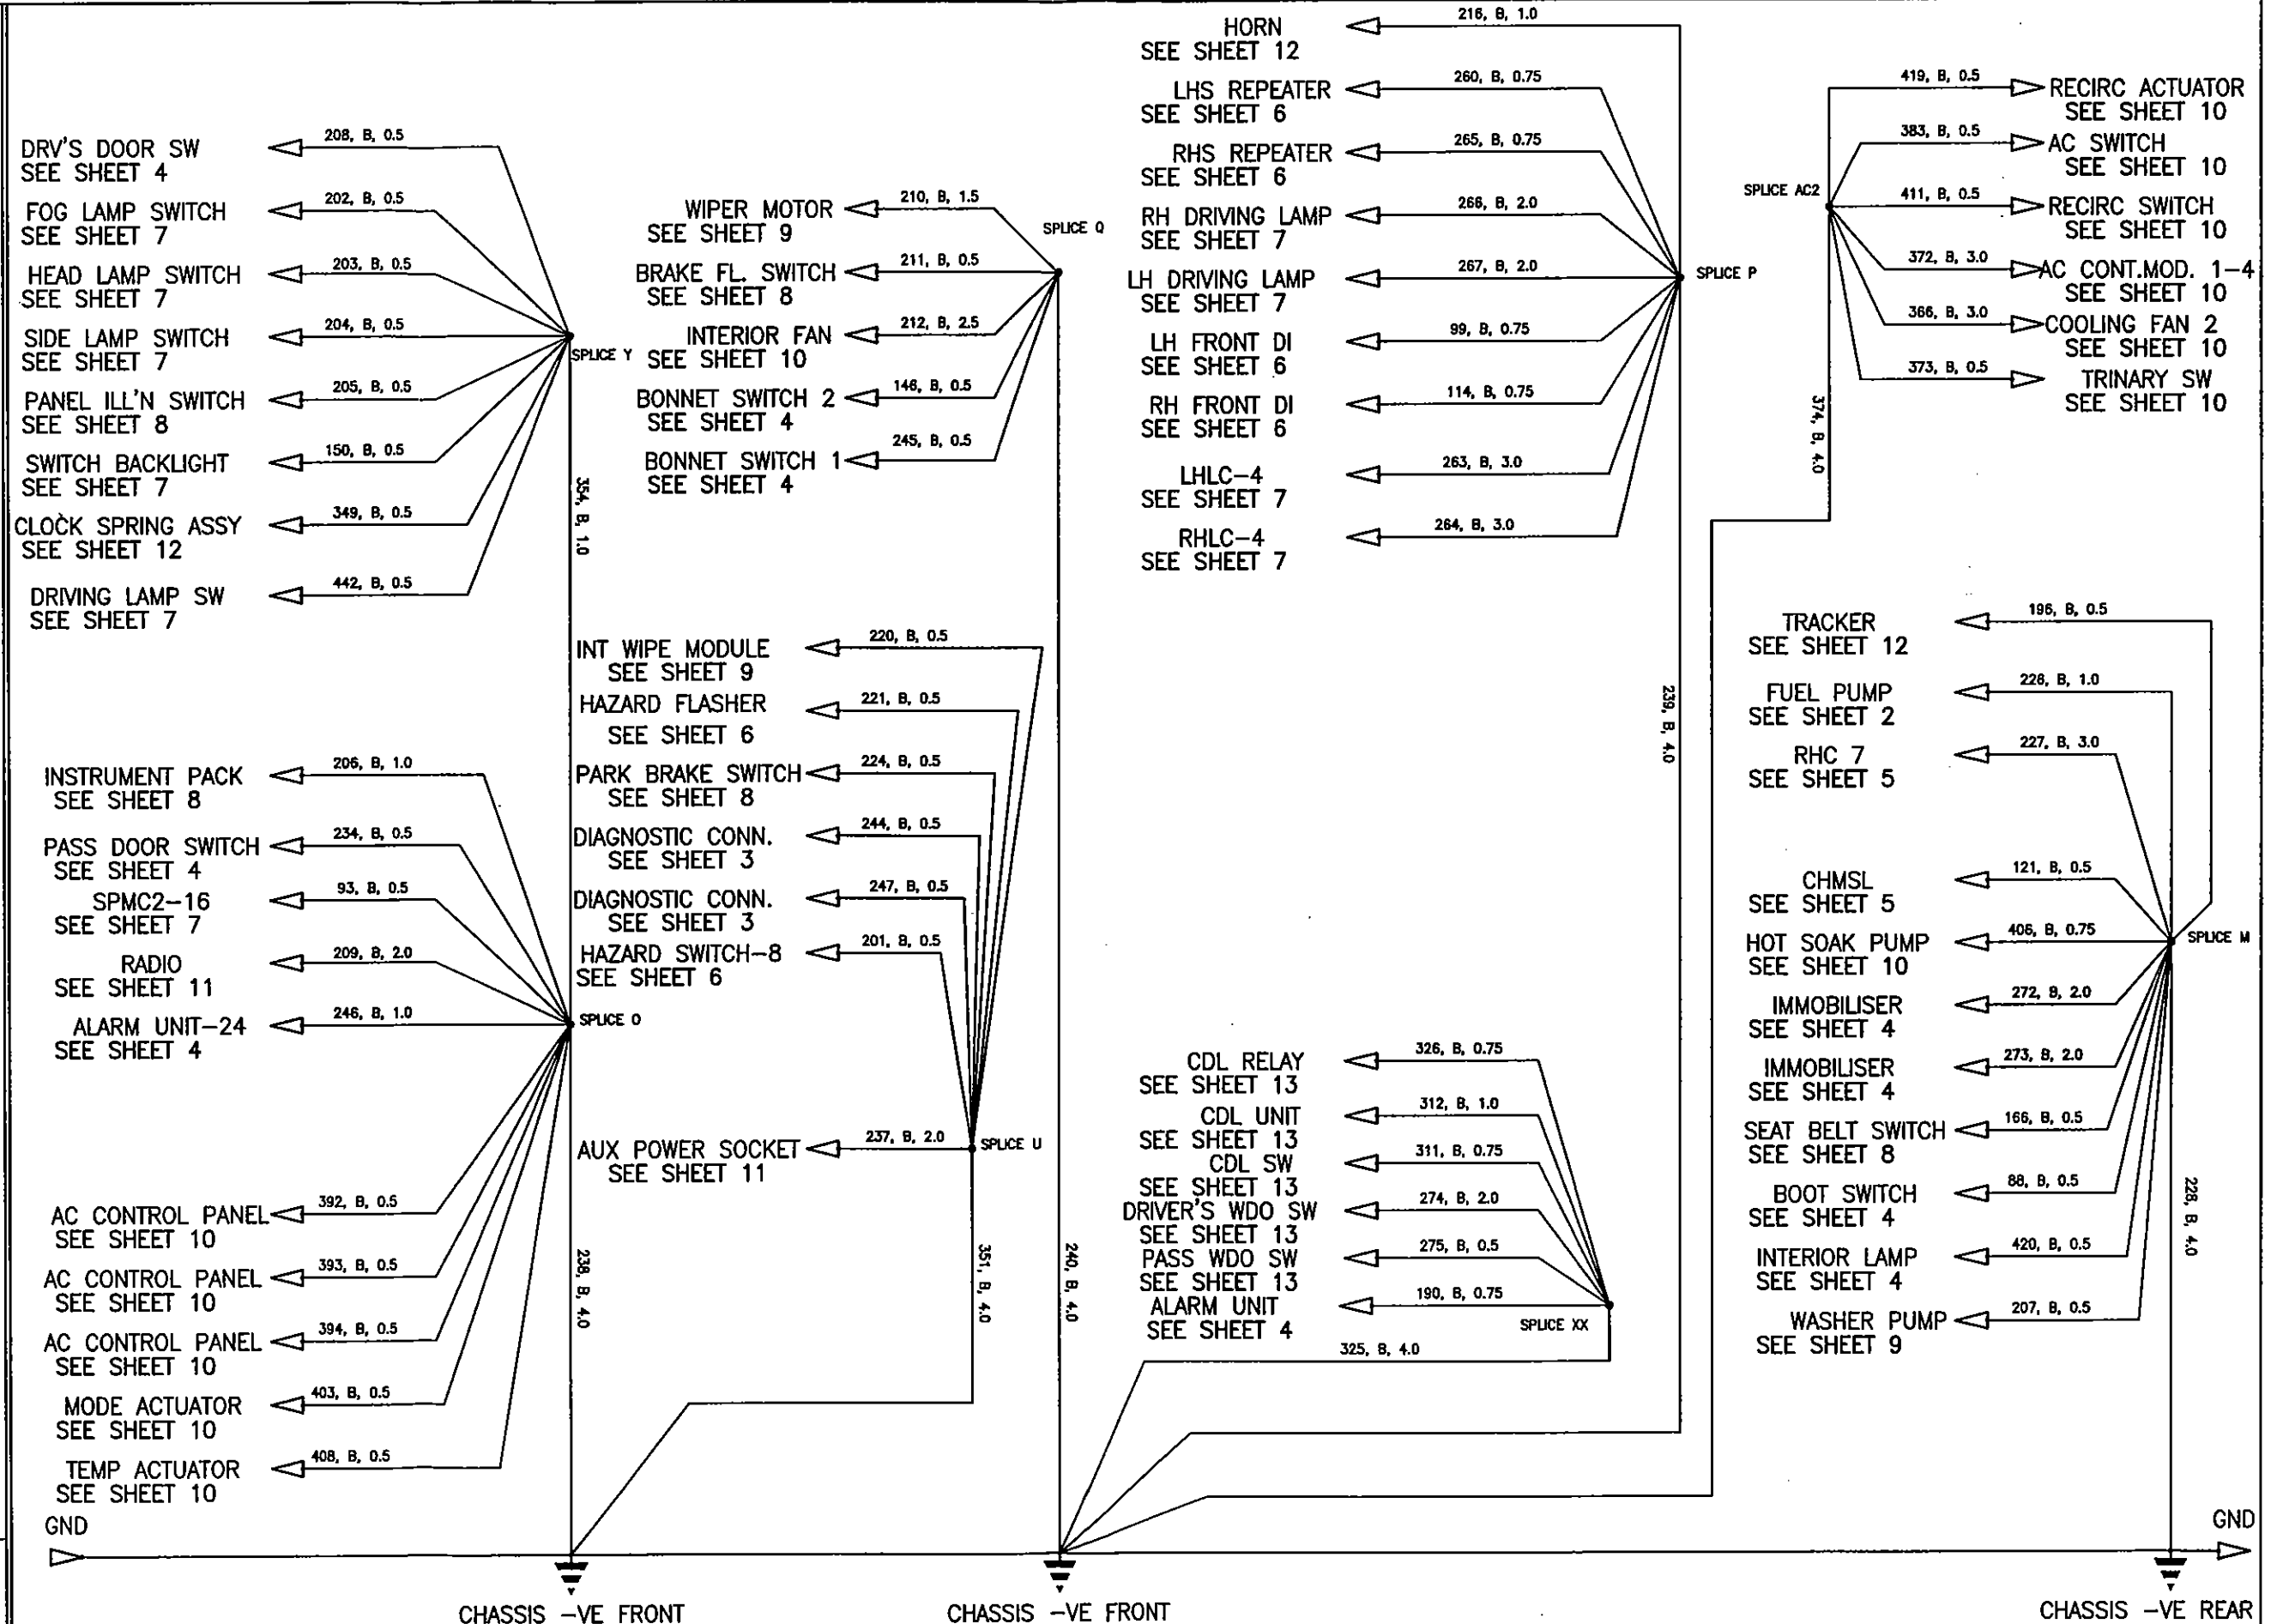 DRV'S DOOR SW
SEE SHEET 4
208, B, 0.5
FOG LAMP SWITCH
SEE SHEET 7
202, B, 0.5
HEAD LAMP SWITCH
SEE SHEET 7
203, B, 0.5
SIDE LAMP SWITCH
SEE SHEET 7
204, B, 0.5
PANEL ILL'N SWITCH
SEE SHEET 8
205, B, 0.5
SWITCH BACKLIGHT
SEE SHEET 7
150, B, 0.5
CLOCK SPRING ASSY
SEE SHEET 12
349, B, 0.5
DRIVING LAMP SW
SEE SHEET 7
442, B, 0.5
SPLICE Y
354, B, 1.0
INSTRUMENT PACK
SEE SHEET 8
206, B, 1.0
PASS DOOR SWITCH
SEE SHEET 4
234, B, 0.5
SPMC2-16
SEE SHEET 7
93, B, 0.5
RADIO
SEE SHEET 11
209, B, 2.0
ALARM UNIT-24
SEE SHEET 4
246, B, 1.0
SPLICE O
AC CONTROL PANEL
SEE SHEET 10
392, B, 0.5
AC CONTROL PANEL
SEE SHEET 10
393, B, 0.5
AC CONTROL PANEL
SEE SHEET 10
394, B, 0.5
MODE ACTUATOR
SEE SHEET 10
403, B, 0.5
TEMP ACTUATOR
SEE SHEET 10
408, B, 0.5
238, B, 4.0
WIPER MOTOR
SEE SHEET 9
210, B, 1.5
BRAKE FL. SWITCH
SEE SHEET 8
211, B, 0.5
INTERIOR FAN
SEE SHEET 10
212, B, 2.5
BONNET SWITCH 2
SEE SHEET 4
146, B, 0.5
BONNET SWITCH 1
SEE SHEET 4
245, B, 0.5
SPLICE Q
INT WIPE MODULE
SEE SHEET 9
220, B, 0.5
HAZARD FLASHER
SEE SHEET 6
221, B, 0.5
PARK BRAKE SWITCH
SEE SHEET 8
224, B, 0.5
DIAGNOSTIC CONN.
SEE SHEET 3
244, B, 0.5
DIAGNOSTIC CONN.
SEE SHEET 3
247, B, 0.5
HAZARD SWITCH-8
SEE SHEET 6
201, B, 0.5
AUX POWER SOCKET
SEE SHEET 11
237, B, 2.0
SPLICE U
351, B, 4.0
240, B, 4.0
HORN
SEE SHEET 12
216, B, 1.0
LHS REPEATER
SEE SHEET 6
260, B, 0.75
RHS REPEATER
SEE SHEET 6
265, B, 0.75
RH DRIVING LAMP
SEE SHEET 7
266, B, 2.0
LH DRIVING LAMP
SEE SHEET 7
267, B, 2.0
LH FRONT DI
SEE SHEET 6
99, B, 0.75
RH FRONT DI
SEE SHEET 6
114, B, 0.75
LHLC-4
SEE SHEET 7
263, B, 3.0
RHLC-4
SEE SHEET 7
264, B, 3.0
SPLICE P
239, B, 4.0
CDL RELAY
SEE SHEET 13
326, B, 0.75
CDL UNIT
SEE SHEET 13
312, B, 1.0
CDL SW
SEE SHEET 13
311, B, 0.75
DRIVER'S WDO SW
SEE SHEET 13
274, B, 2.0
PASS WDO SW
SEE SHEET 13
275, B, 0.5
ALARM UNIT
SEE SHEET 4
190, B, 0.75
SPLICE XX
325, B, 4.0
SPLICE AC2
419, B, 0.5
RECIRC ACTUATOR
SEE SHEET 10
383, B, 0.5
AC SWITCH
SEE SHEET 10
411, B, 0.5
RECIRC SWITCH
SEE SHEET 10
372, B, 3.0
AC CONT.MOD. 1-4
SEE SHEET 10
366, B, 3.0
COOLING FAN 2
SEE SHEET 10
373, B, 0.5
TRINARY SW
SEE SHEET 10
374, B, 4.0
TRACKER
SEE SHEET 12
196, B, 0.5
FUEL PUMP
SEE SHEET 2
226, B, 1.0
RHC 7
SEE SHEET 5
227, B, 3.0
CHMSL
SEE SHEET 5
121, B, 0.5
HOT SOAK PUMP
SEE SHEET 10
406, B, 0.75
SPLICE M
IMMOBILISER
SEE SHEET 4
272, B, 2.0
IMMOBILISER
SEE SHEET 4
273, B, 2.0
SEAT BELT SWITCH
SEE SHEET 8
166, B, 0.5
BOOT SWITCH
SEE SHEET 4
88, B, 0.5
INTERIOR LAMP
SEE SHEET 4
420, B, 0.5
WASHER PUMP
SEE SHEET 9
207, B, 0.5
228, B, 4.0
GND
GND
CHASSIS -VE FRONT
CHASSIS -VE FRONT
CHASSIS -VE REAR